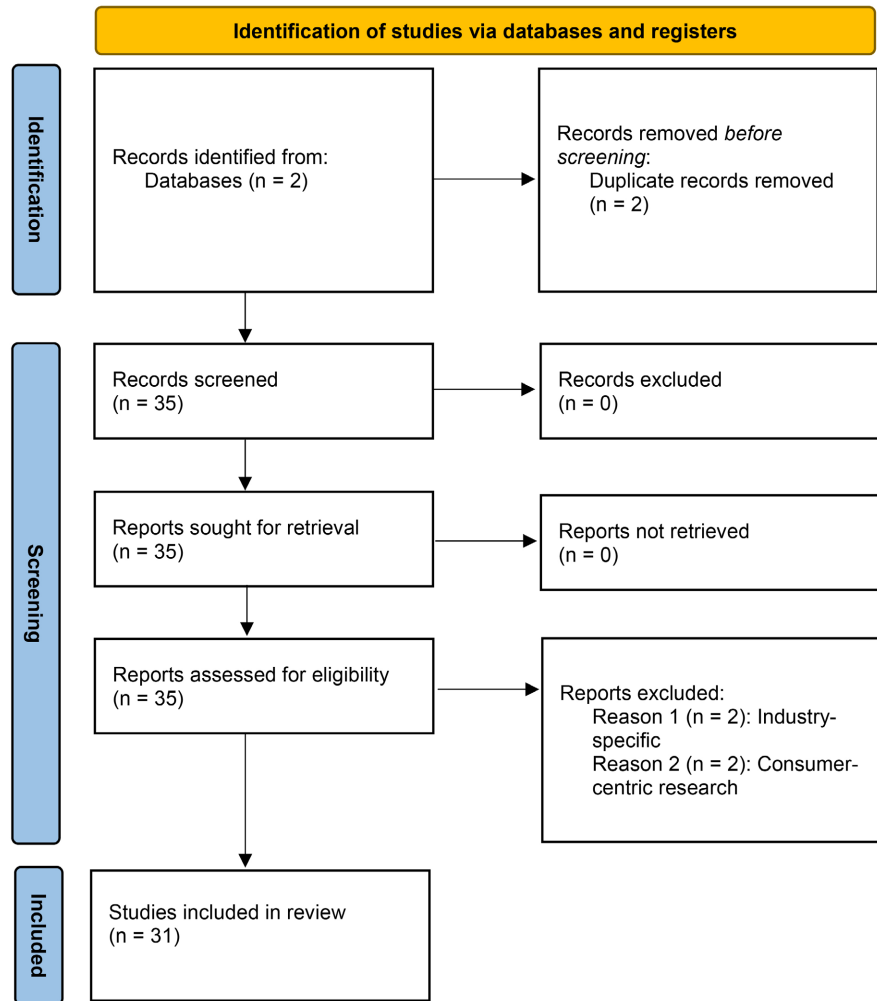 Identification of studies via databases and registers
Identification
Records identified from:
Databases (n = 2)
Records removed before
screening:
Duplicate records removed
(n = 2)
Screening
Records screened
(n = 35)
Records excluded
(n = 0)
Reports sought for retrieval
(n = 35)
Reports not retrieved
(n = 0)
Reports assessed for eligibility
(n = 35)
Reports excluded:
Reason 1 (n = 2): Industry-
specific
Reason 2 (n = 2): Consumer-
centric research
Included
Studies included in review
(n = 31)